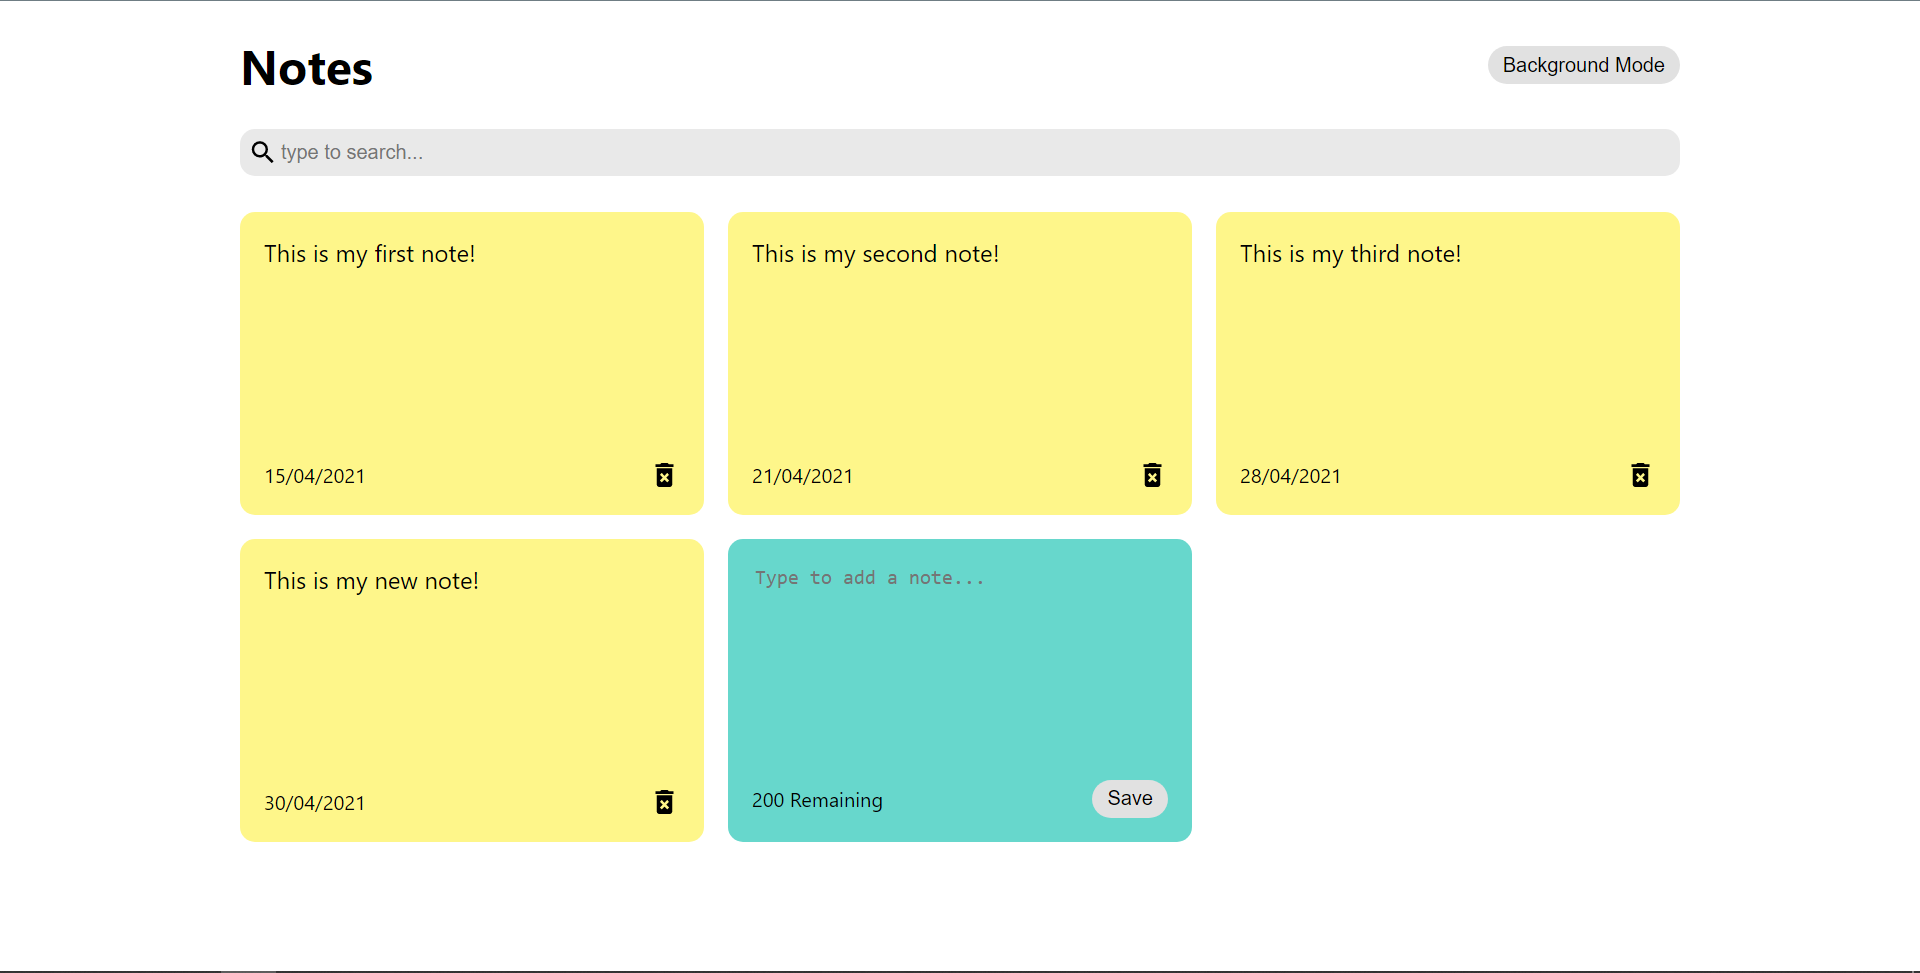 Notes
Background Mode
type to search...
This is my first note!
This is my second note!
This is my third note!
15/04/2021
21/04/2021
28/04/2021
This is my new note!
Type to add a note...
30/04/2021
200 Remaining
Save